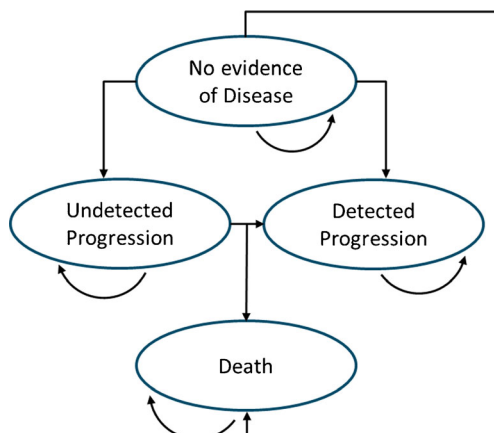 No evidence
of Disease
Undetected
Progression
Detected
Progression
Death